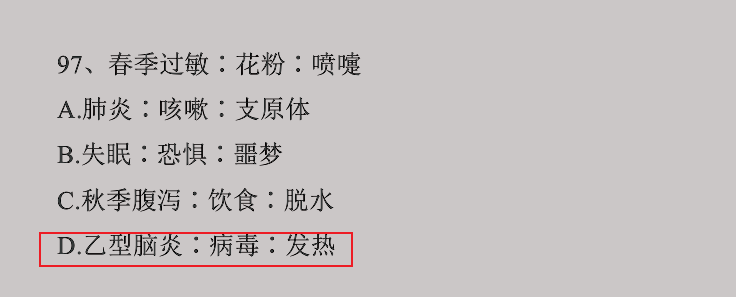 97、春季过敏：花粉：喷嚏
A.肺炎：咳嗽：支原体
B.失眠：恐惧：噩梦
C.秋季腹泻：饮食：脱水
D.乙型脑炎：病毒：发热